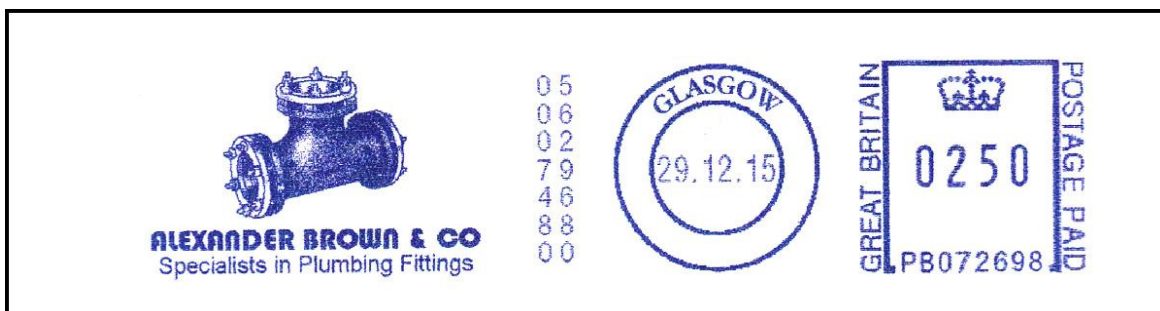 ALEXANDER BROWN & CO
Specialists in Plumbing Fittings
05
06
02
79
46
88
00
GLASGOW
29.12.15
GREAT BRITAIN
0250
POSTAGE PAID
PB072698